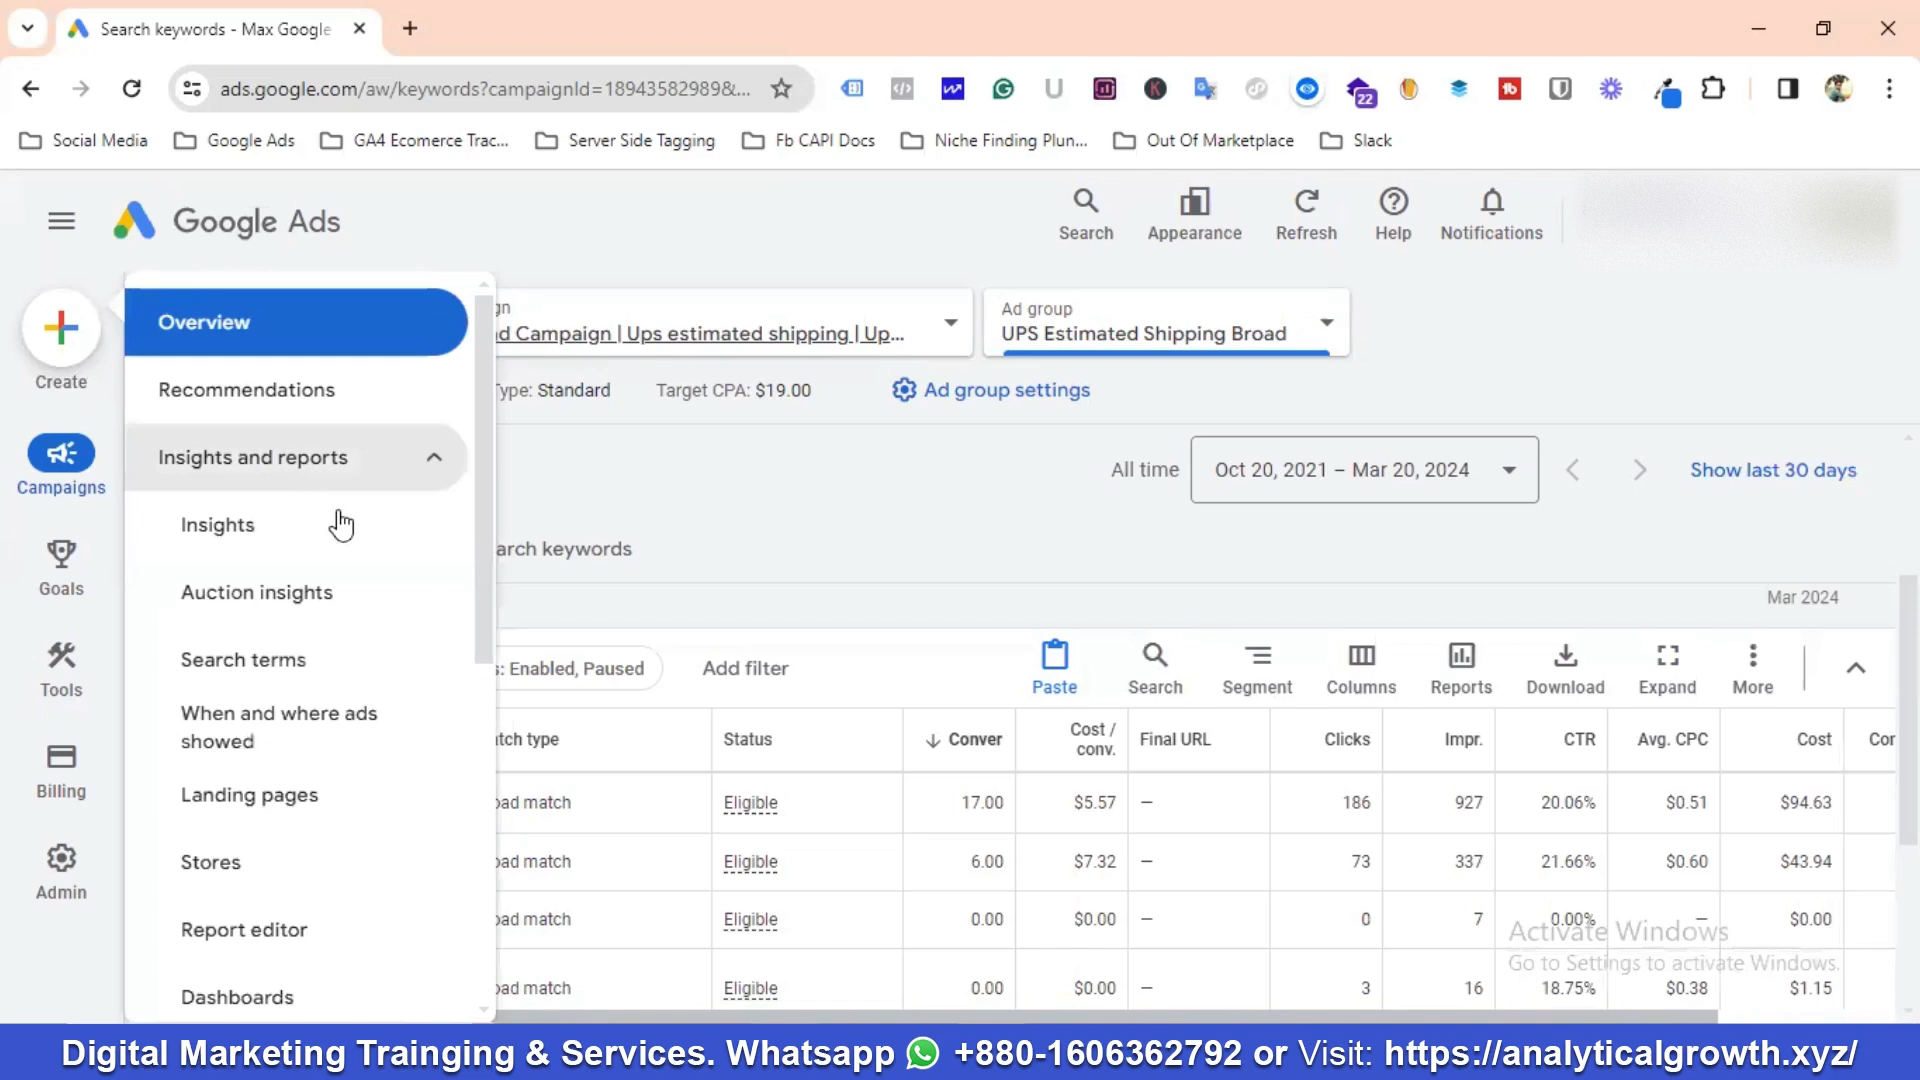 Search keywords - Max Google
ads.google.com/aw/keywords?campaignId=18943582989&...
22
Social Media
Google Ads
GA4 Ecomerce Trac...
Server Side Tagging
Fb CAPI Docs
Niche Finding Plun...
Out Of Marketplace
Slack
Google Ads
Search
Appearance
Refresh
Help
Notifications
Create
Campaigns
Goals
Tools
Billing
Admin
Overview
Recommendations
Insights and reports
Insights
Auction insights
Search terms
When and where ads
showed
Landing pages
Stores
Report editor
Dashboards
Campaign | Ups estimated shipping | Up...
Ad group
UPS Estimated Shipping Broad
Type: Standard
Target CPA: $19.00
Ad group settings
All time
Oct 20, 2021 – Mar 20, 2024
Show last 30 days
arch keywords
Mar 2024
s: Enabled, Paused
Add filter
Paste
Search
Segment
Columns
Reports
Download
Expand
More
tch type
Status
Conver
Cost /
conv.
Final URL
Clicks
Impr.
CTR
Avg. CPC
Cost
Cor
oad match Eligible 17.00 $5.57 – 186 927 20.06% $0.51 $94.63
oad match Eligible 6.00 $7.32 – 73 337 21.66% $0.60 $43.94
oad match Eligible 0.00 $0.00 – 0 7 0.00% – $0.00
oad match Eligible 0.00 $0.00 – 3 16 18.75% $0.38 $1.15
Activate Windows
Go to Settings to activate Windows.
Digital Marketing Trainging & Services. Whatsapp +880-1606362792 or Visit: https://analyticalgrowth.xyz/